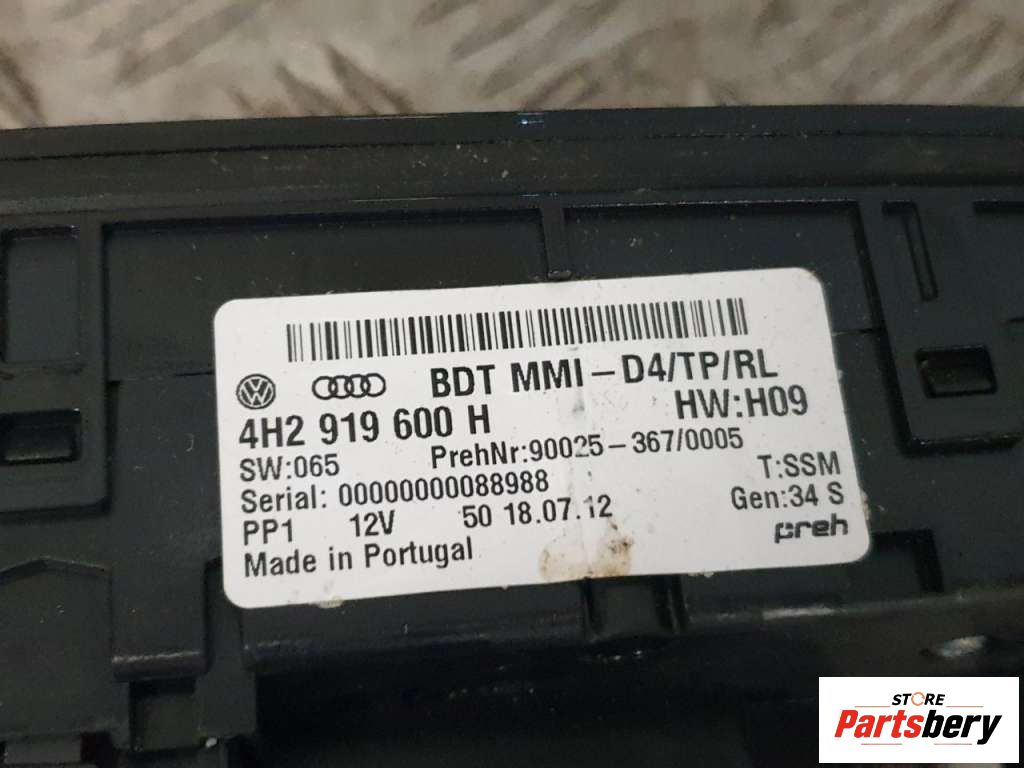 BDT MMI-D4/TP/RL
4H2 919 600 H HW:H09
SW:065 PrehNr:90025-367/0005
Serial: 00000000088988 T:SSM
PP1 12V 50 18.07.12 Gen:34 S
Made in Portugal preh
STORE
Partsbery